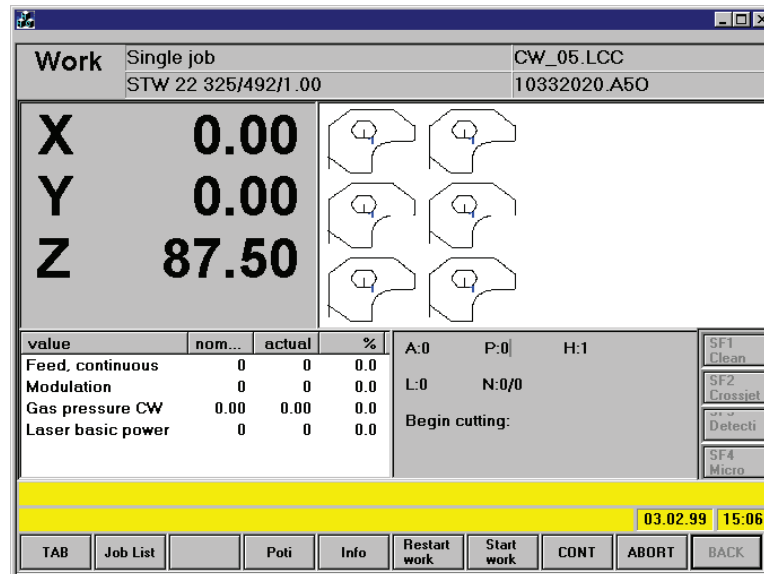 Work Single job CW_05.LCC
STW 22 325/492/1.00 10332020.A5O
X 0.00
Y 0.00
Z 87.50
value nom... actual %
Feed, continuous 0 0 0.0
Modulation 0 0 0.0
Gas pressure CW 0.00 0.00 0.0
Laser basic power 0 0 0.0
A:0 P:0 H:1
L:0 N:0/0
Begin cutting:
SF1
Clean
SF2
Crossjet
Detecti
SF4
Micro
03.02.99 15:06
TAB Job List Poti Info Restart work Start work CONT ABORT BACK